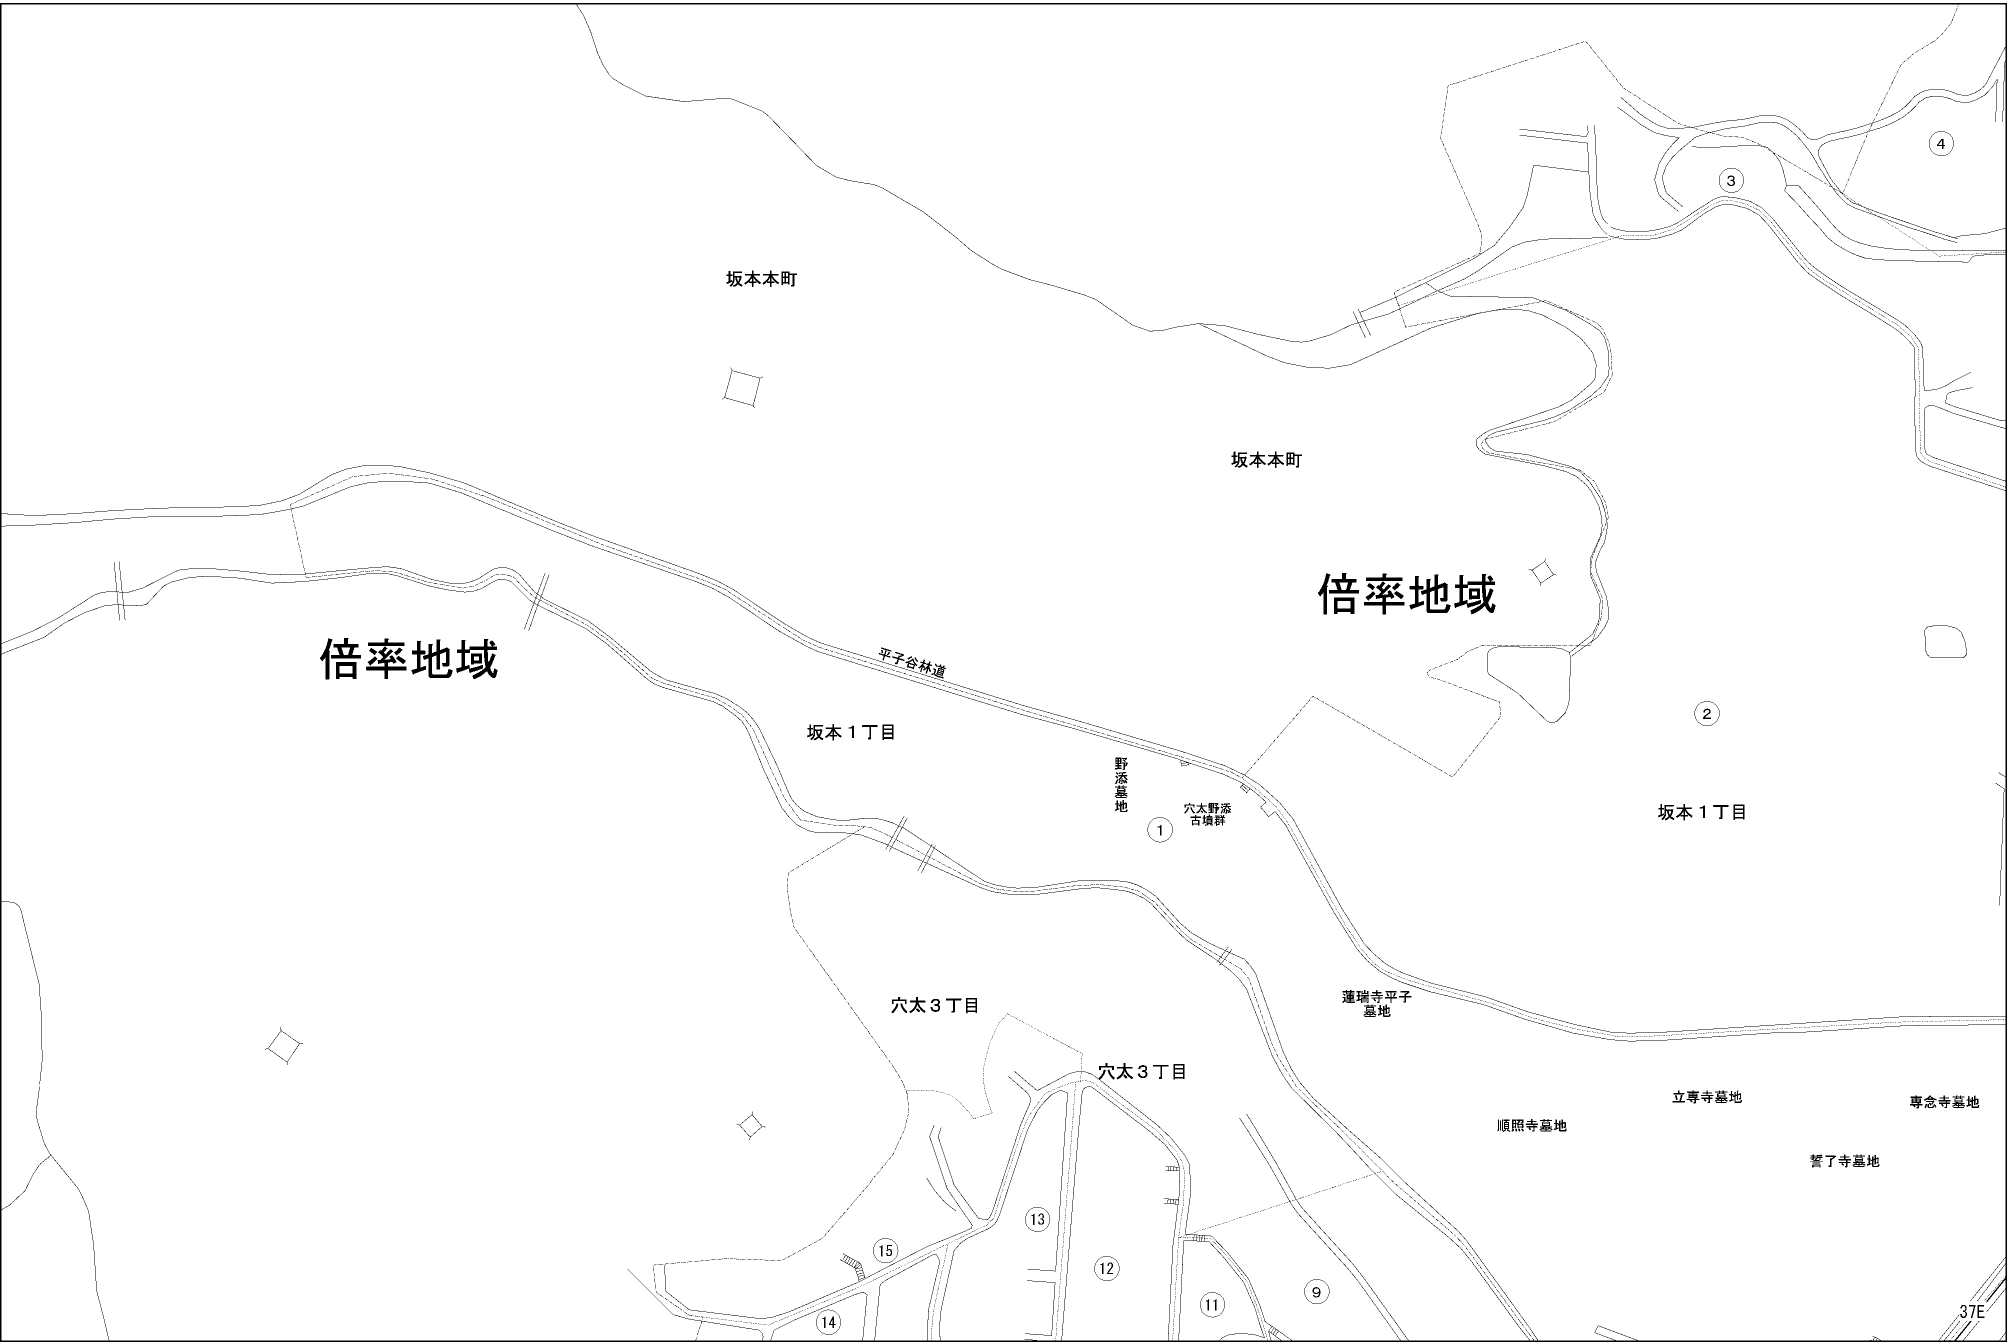 ④
③
坂本本町
坂本本町
倍率地域
倍率地域
平子谷林道
②
坂本１丁目
野添墓地
穴太野添
古墳群
①
坂本１丁目
蓮瑞寺平子
墓地
穴太３丁目
穴太３丁目
立専寺墓地
専念寺墓地
順照寺墓地
誓了寺墓地
⑬
⑮
⑫
⑨
⑪
⑭
37E